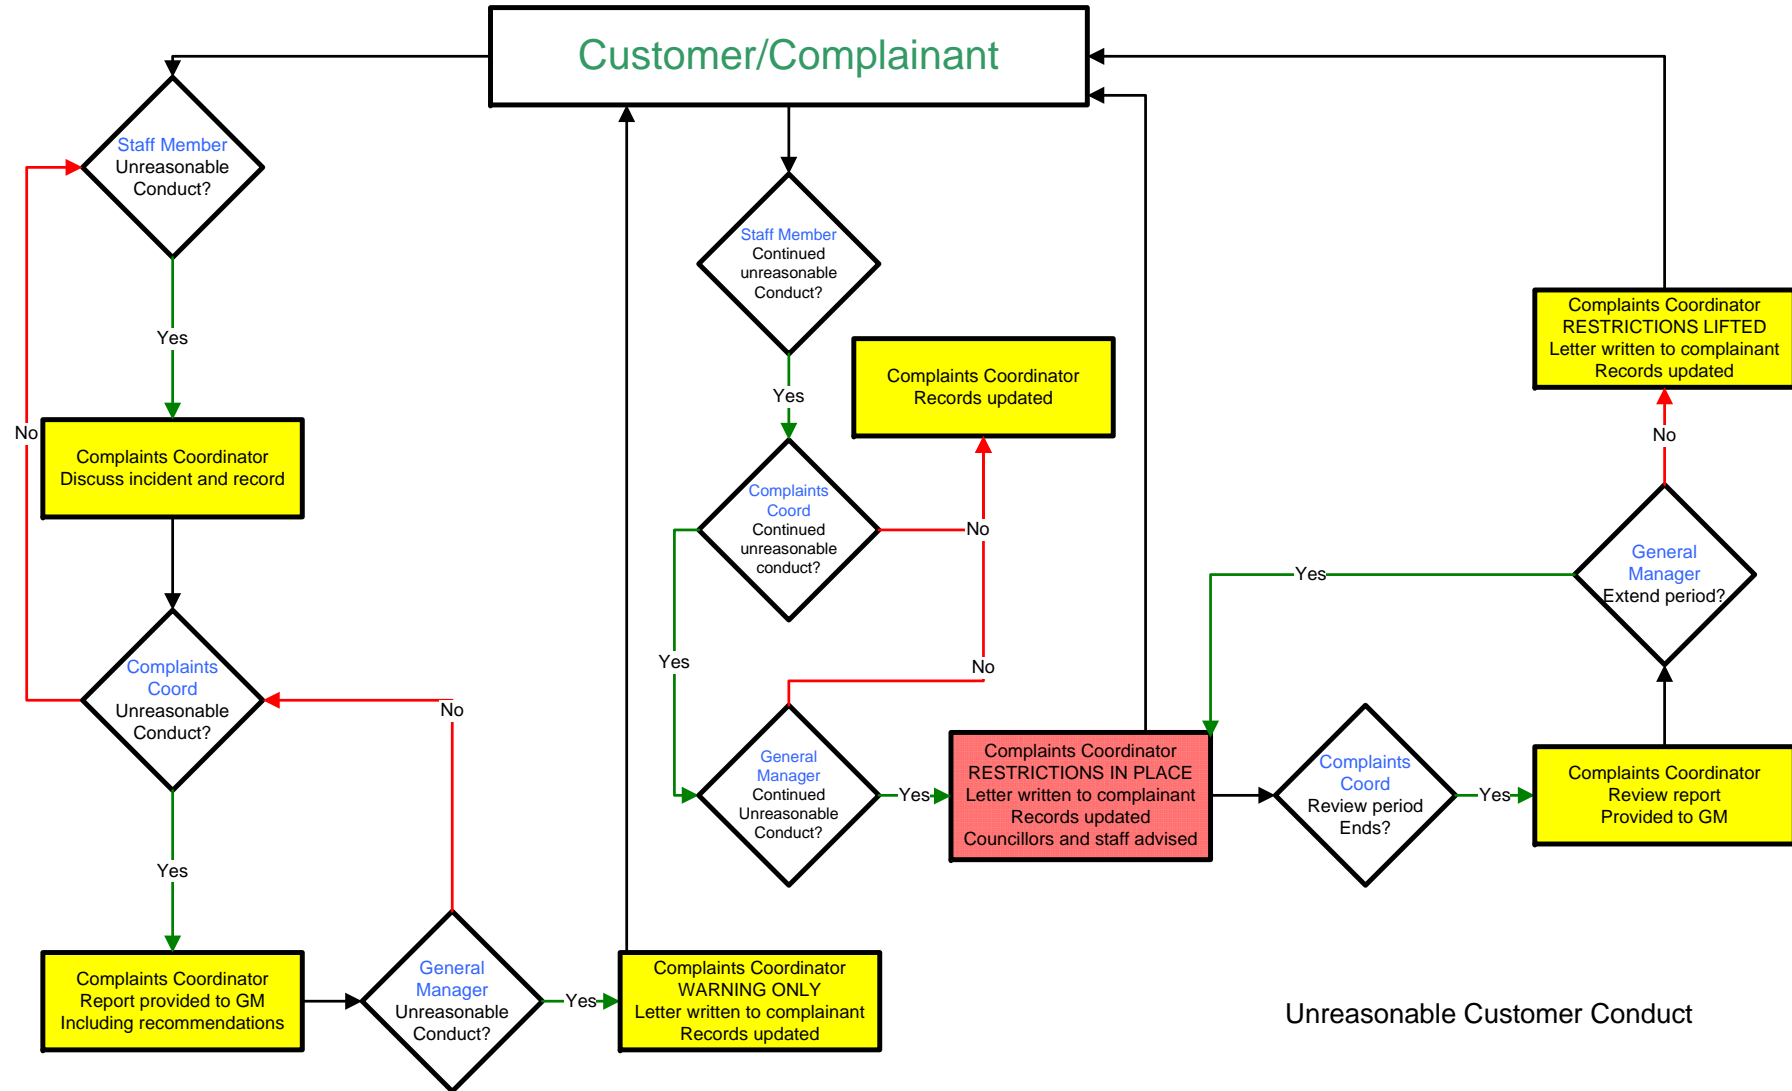 Customer/Complainant
Staff Member
Unreasonable
Conduct?
Yes
No
Complaints Coordinator
Discuss incident and record
Complaints
Coord
Unreasonable
Conduct?
Yes
Complaints Coordinator
Report provided to GM
Including recommendations
No
General
Manager
Unreasonable
Conduct?
Yes
Complaints Coordinator
WARNING ONLY
Letter written to complainant
Records updated
Staff Member
Continued
unreasonable
Conduct?
Yes
Complaints Coordinator
Records updated
Complaints
Coord
Continued
unreasonable
conduct?
No
Yes
No
General
Manager
Continued
Unreasonable
Conduct?
Yes
Complaints Coordinator
RESTRICTIONS IN PLACE
Letter written to complainant
Records updated
Councillors and staff advised
Complaints
Coord
Review period
Ends?
Yes
Complaints Coordinator
Review report
Provided to GM
General
Manager
Extend period?
Yes
No
Complaints Coordinator
RESTRICTIONS LIFTED
Letter written to complainant
Records updated
Unreasonable Customer Conduct